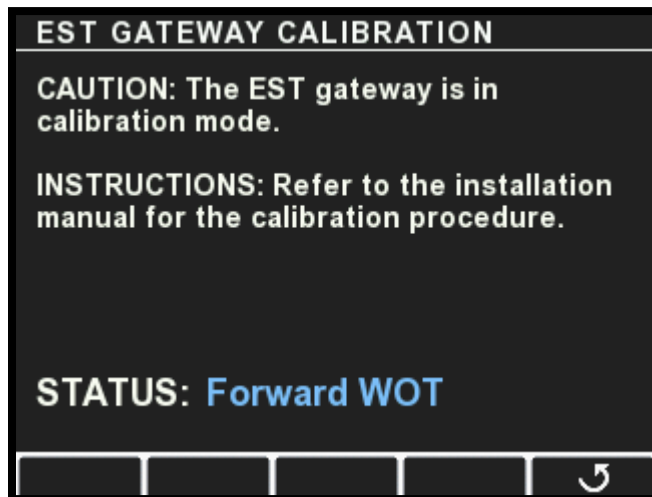 EST GATEWAY CALIBRATION
CAUTION: The EST gateway is in
calibration mode.
INSTRUCTIONS: Refer to the installation
manual for the calibration procedure.
STATUS: Forward WOT